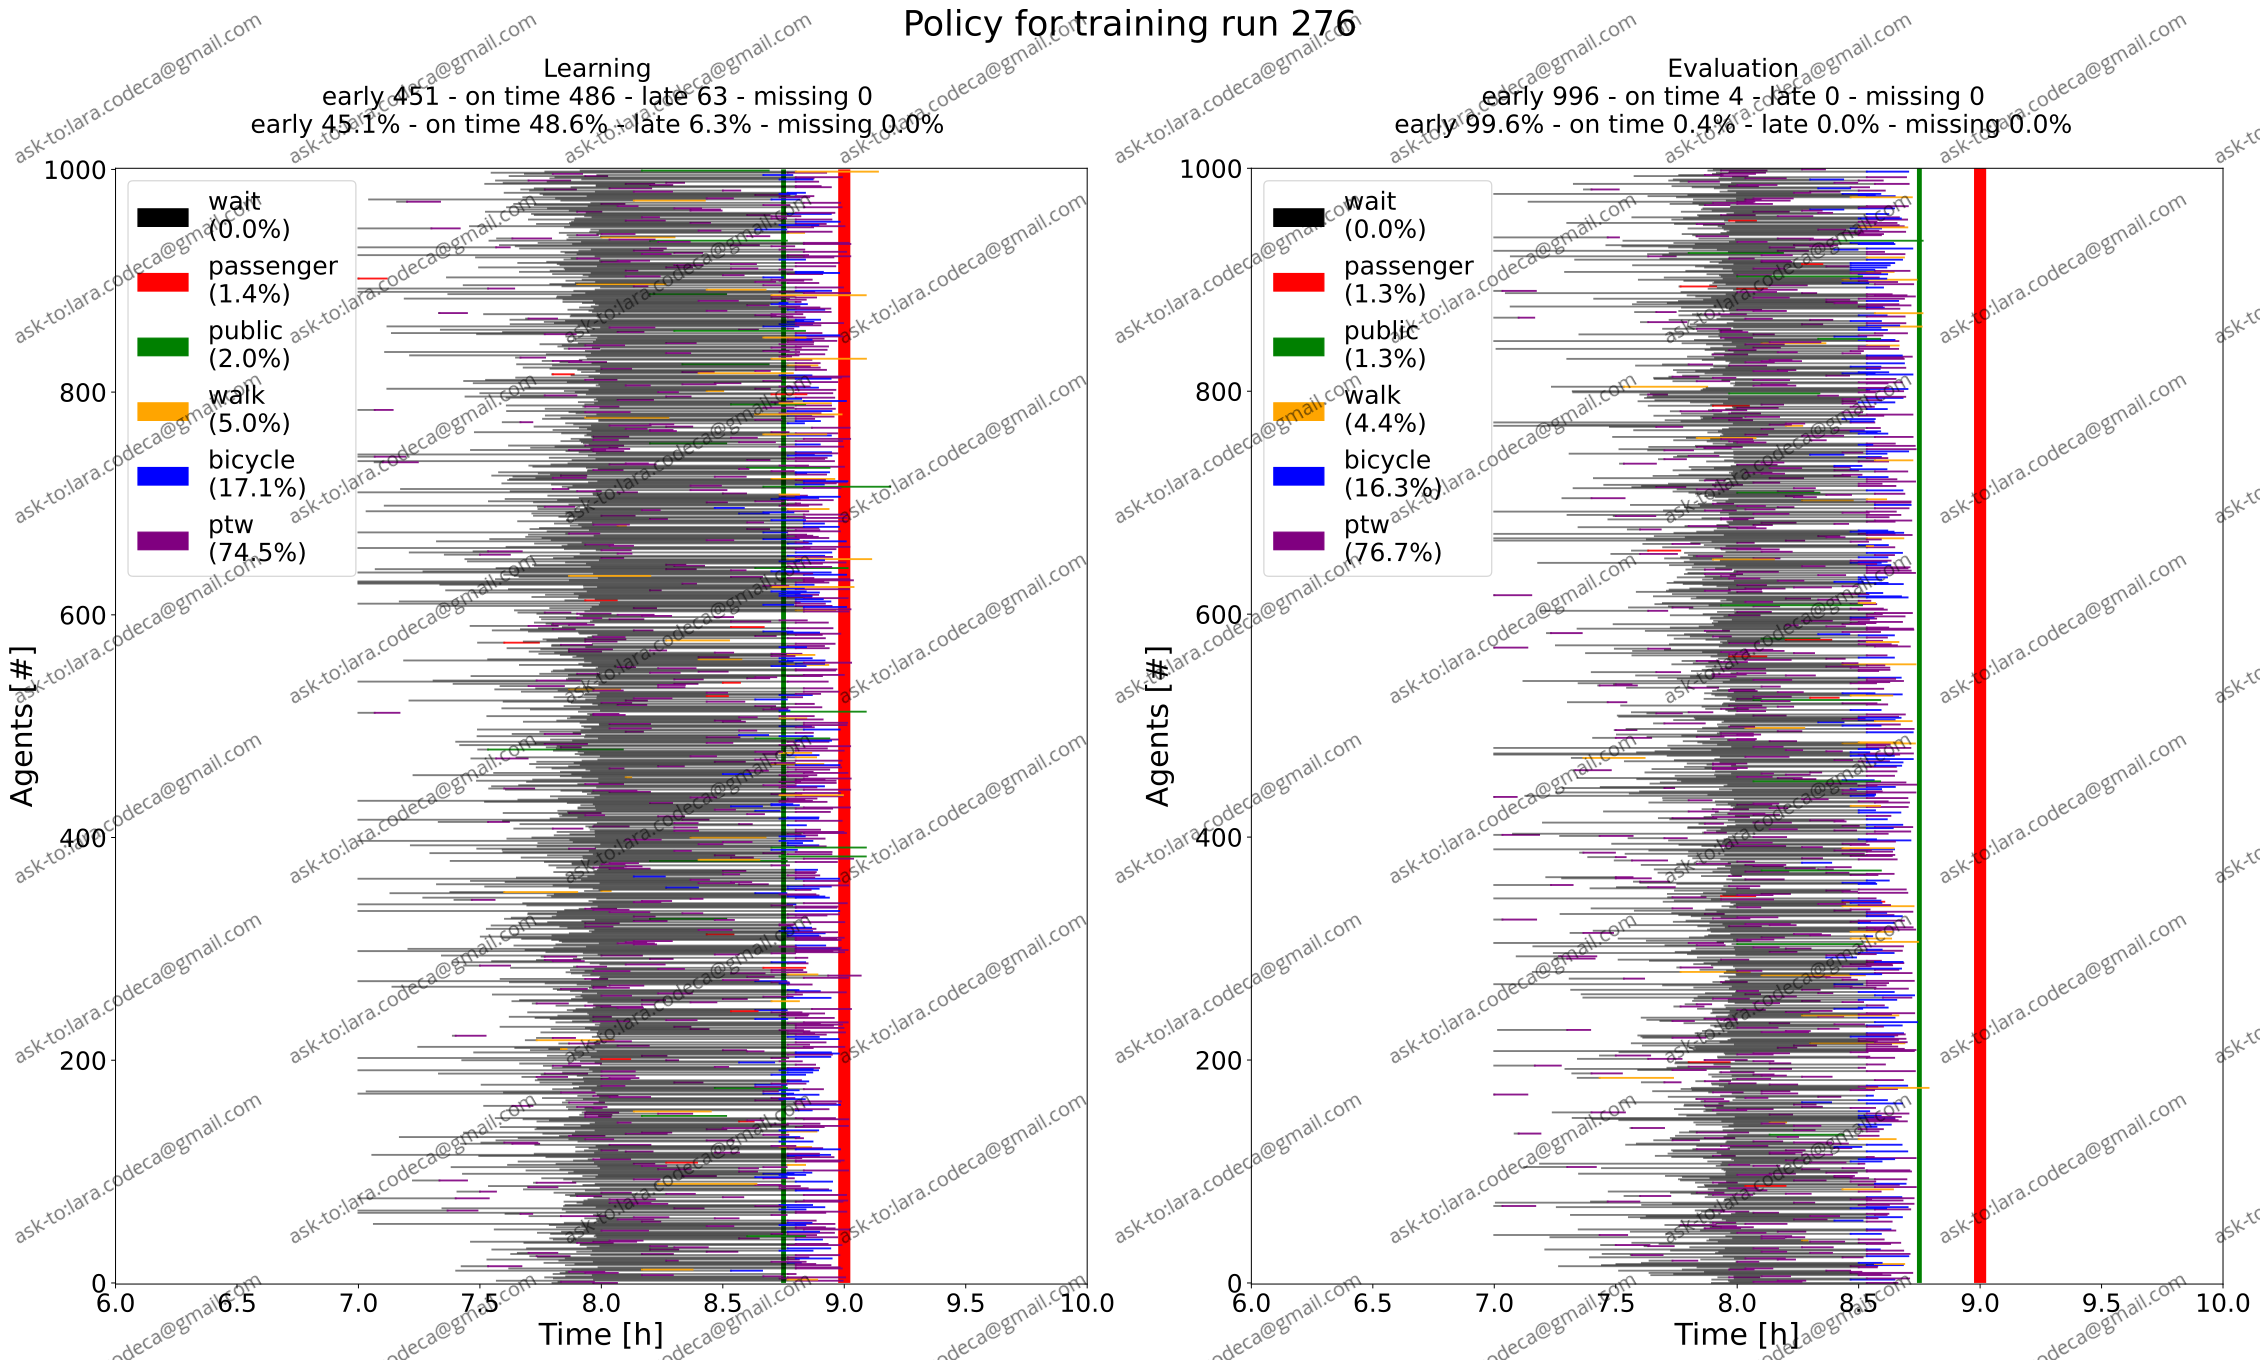 Policy for training run 276
Learning
early 451 - on time 486 - late 63 - missing 0
early 45.1% - on time 48.6% - late 6.3% - missing 0.0%
1000
800
600
400
200
0
Agents [#]
wait
(0.0%)
passenger
(1.4%)
public
(2.0%)
walk
(5.0%)
bicycle
(17.1%)
ptw
(74.5%)
6.0 6.5 7.0 7.5 8.0 8.5 9.0 9.5 10.0
Time [h]
Evaluation
early 996 - on time 4 - late 0 - missing 0
early 99.6% - on time 0.4% - late 0.0% - missing 0.0%
1000
800
600
400
200
0
Agents [#]
wait
(0.0%)
passenger
(1.3%)
public
(1.3%)
walk
(4.4%)
bicycle
(16.3%)
ptw
(76.7%)
6.0 6.5 7.0 7.5 8.0 8.5 9.0 9.5 10.0
Time [h]
ask-to:lara.codeca@gmail.com